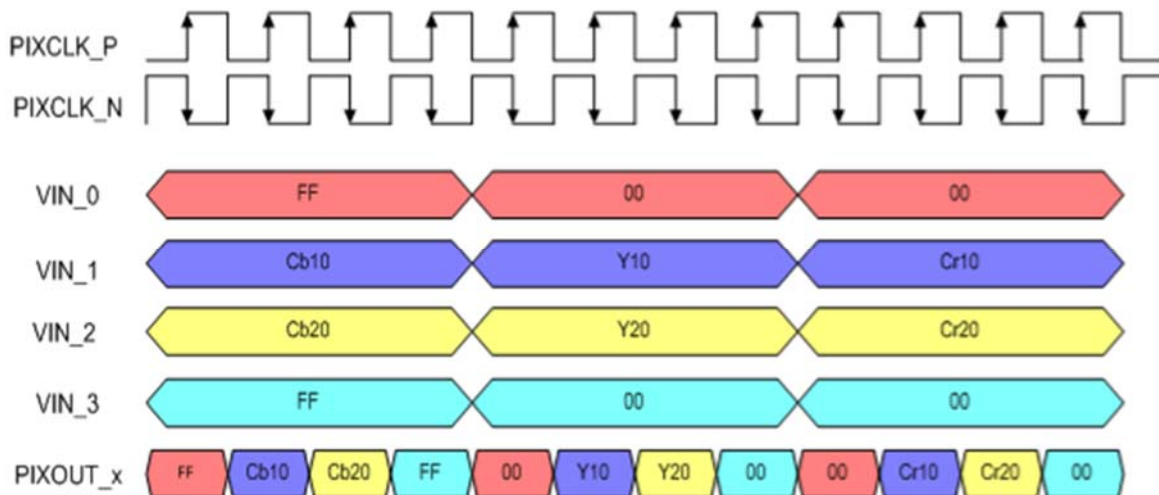 PIXCLK_P
PIXCLK_N
VIN_0 FF 00 00
VIN_1 Cb10 Y10 Cr10
VIN_2 Cb20 Y20 Cr20
VIN_3 FF 00 00
PIXOUT_x FF Cb10 Cb20 FF 00 Y10 Y20 00 00 Cr10 Cr20 00